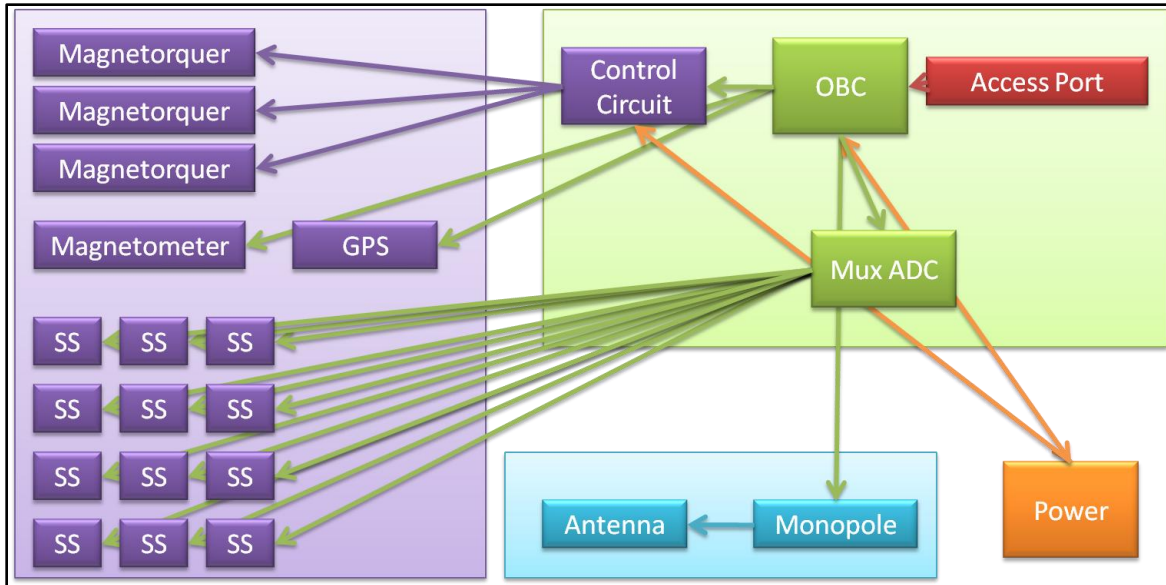 Magnetorquer
Magnetorquer
Magnetorquer
Control
Circuit
OBC
Access Port
Magnetometer
GPS
Mux ADC
SS SS SS
SS SS SS
SS SS SS
SS SS SS
Antenna
Monopole
Power